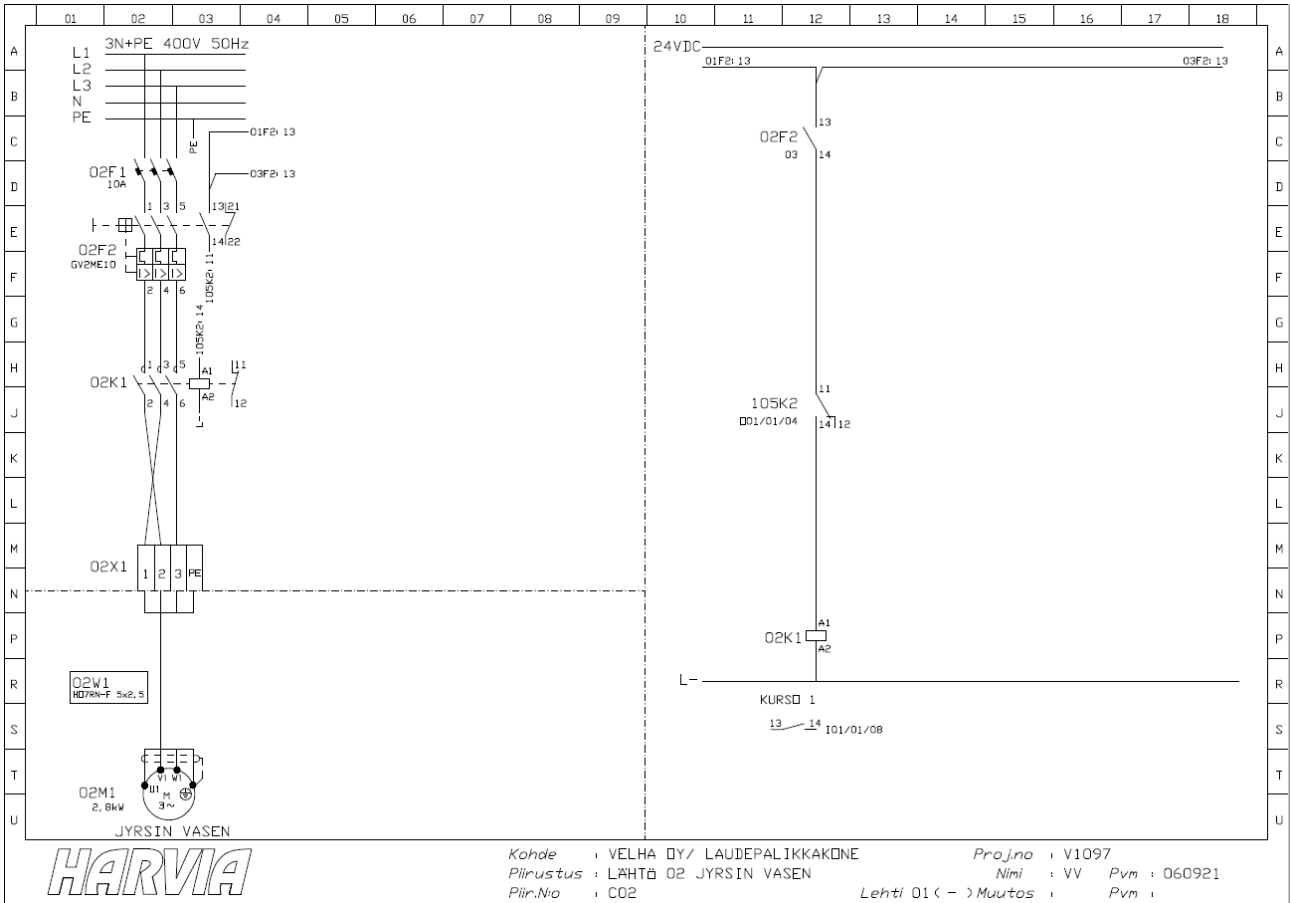 01 02 03 04 05 06 07 08 09 10 11 12 13 14 15 16 17 18
A A
B B
C C
D D
E E
F F
G G
H H
J J
K K
L L
M M
N N
P P
R R
S S
T T
U U
3N+PE 400V 50Hz
L1
L2
L3
N
PE
PE
01F2: 13
03F2: 13
02F1
10A
1 3 5 13 21
14 22
02F2
GV2ME10
I> I> I>
2 4 6
105K2: 11
105K2: 14
1 3 5 A1 11
02K1
2 4 6 A2 12
L-
02X1
1 2 3 PE
02W1
H07RN-F 5x2,5
V1 W1
U1
M
3~
02M1
2,8kW
JYRSIN VASEN
24VDC
01F2: 13 03F2: 13
13
02F2
03 14
11
105K2
O01/01/04 14 12
A1
02K1
A2
L-
KURSO 1
13 14 I01/01/08
HARVIA
Kohde : VELHA OY/ LAUDEPALIKKAKONE
Piirustus : LÄHTÖ 02 JYRSIN VASEN
Piir.No : C02
Proj.no : V1097
Nimi : VV Pvm : 060921
Lehti 01 ( - ) Muutos : Pvm :